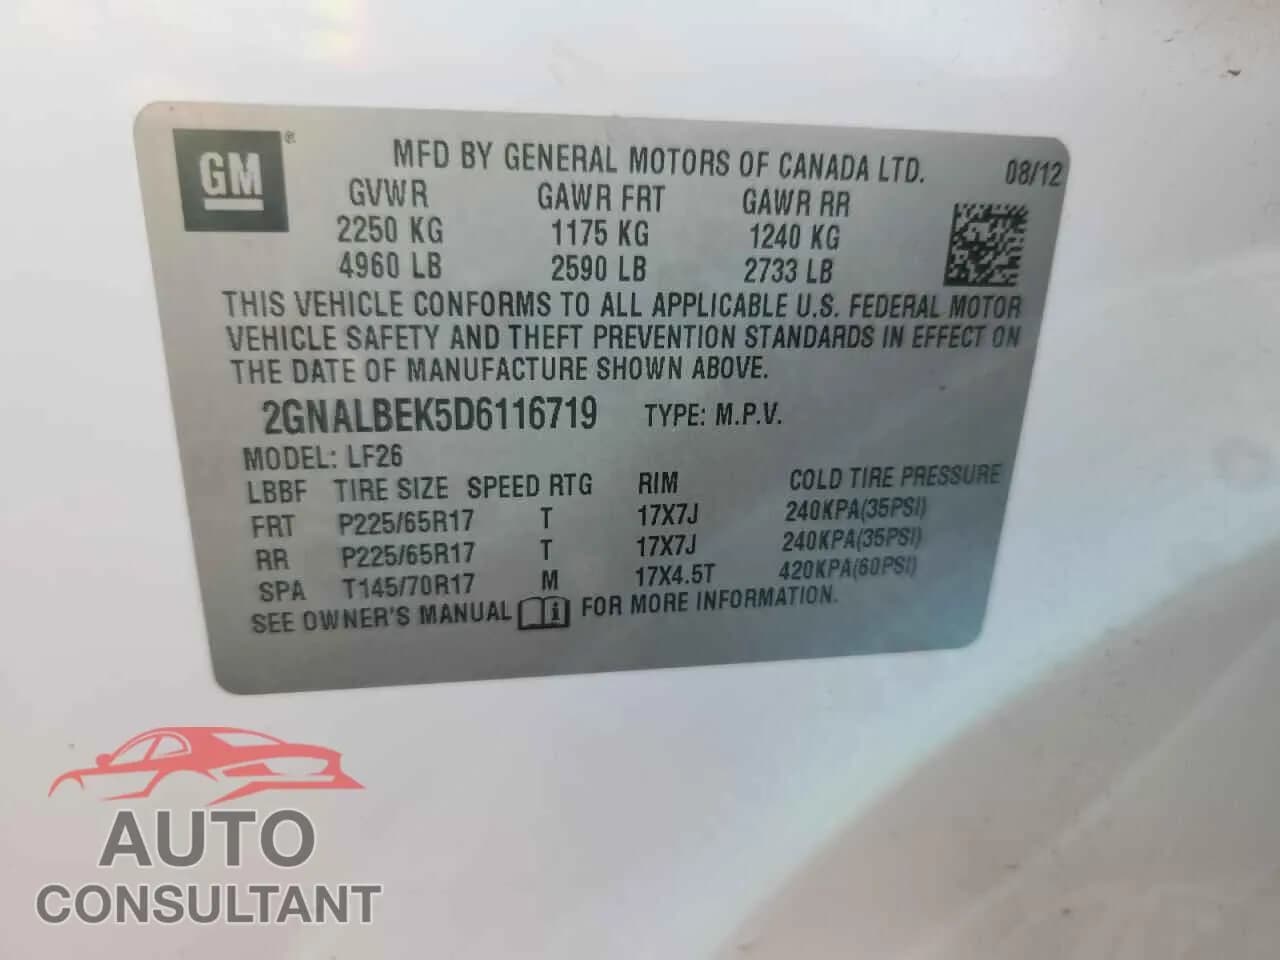 GM ®
MFD BY GENERAL MOTORS OF CANADA LTD. 08/12
GVWR GAWR FRT GAWR RR
2250 KG 1175 KG 1240 KG
4960 LB 2590 LB 2733 LB
THIS VEHICLE CONFORMS TO ALL APPLICABLE U.S. FEDERAL MOTOR
VEHICLE SAFETY AND THEFT PREVENTION STANDARDS IN EFFECT ON
THE DATE OF MANUFACTURE SHOWN ABOVE.
2GNALBEK5D6116719 TYPE: M.P.V.
MODEL: LF26
LBBF TIRE SIZE SPEED RTG RIM COLD TIRE PRESSURE
FRT P225/65R17 T 17X7J 240KPA(35PSI)
RR P225/65R17 T 17X7J 240KPA(35PSI)
SPA T145/70R17 M 17X4.5T 420KPA(60PSI)
SEE OWNER'S MANUAL i FOR MORE INFORMATION.
AUTO
CONSULTANT